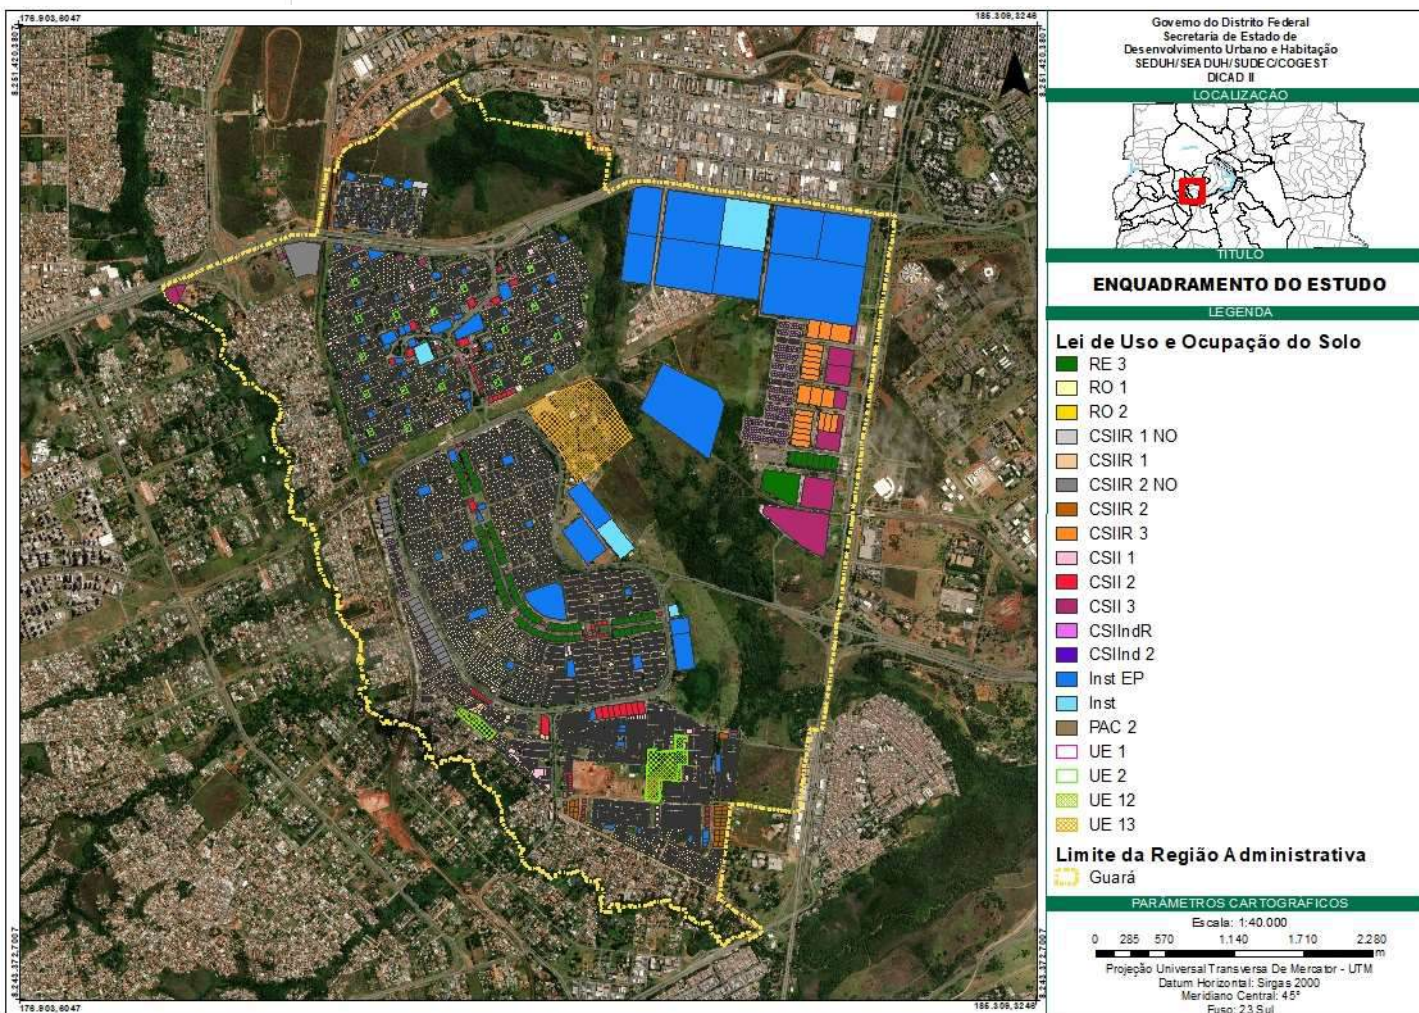 176.903,6047
185.309,3246
8.251.420,3807
8.251.420,3807
Governo do Distrito Federal
Secretaria de Estado de
Desenvolvimento Urbano e Habitação
SEDUH/SEADUH/SUDEC/COGEST
DICAD II
LOCALIZAÇÃO
TITULO
ENQUADRAMENTO DO ESTUDO
LEGENDA
Lei de Uso e Ocupação do Solo
RE 3
RO 1
RO 2
CSIIR 1 NO
CSIIR 1
CSIIR 2 NO
CSIIR 2
CSIIR 3
CSII 1
CSII 2
CSII 3
CSIIndR
CSIInd 2
Inst EP
Inst
PAC 2
UE 1
UE 2
UE 12
UE 13
Limite da Região Administrativa
Guará
PARÂMETROS CARTOGRAFICOS
Escala: 1:40.000
0 285 570 1.140 1.710 2.280
m
Projeção Universal Transversa De Mercator - UTM
Datum Horizontal: Sirgas 2000
Meridiano Central: 45°
Fuso: 23 Sul
8.243.372,7007
8.243.372,7007
176.903,6047
185.309,3246